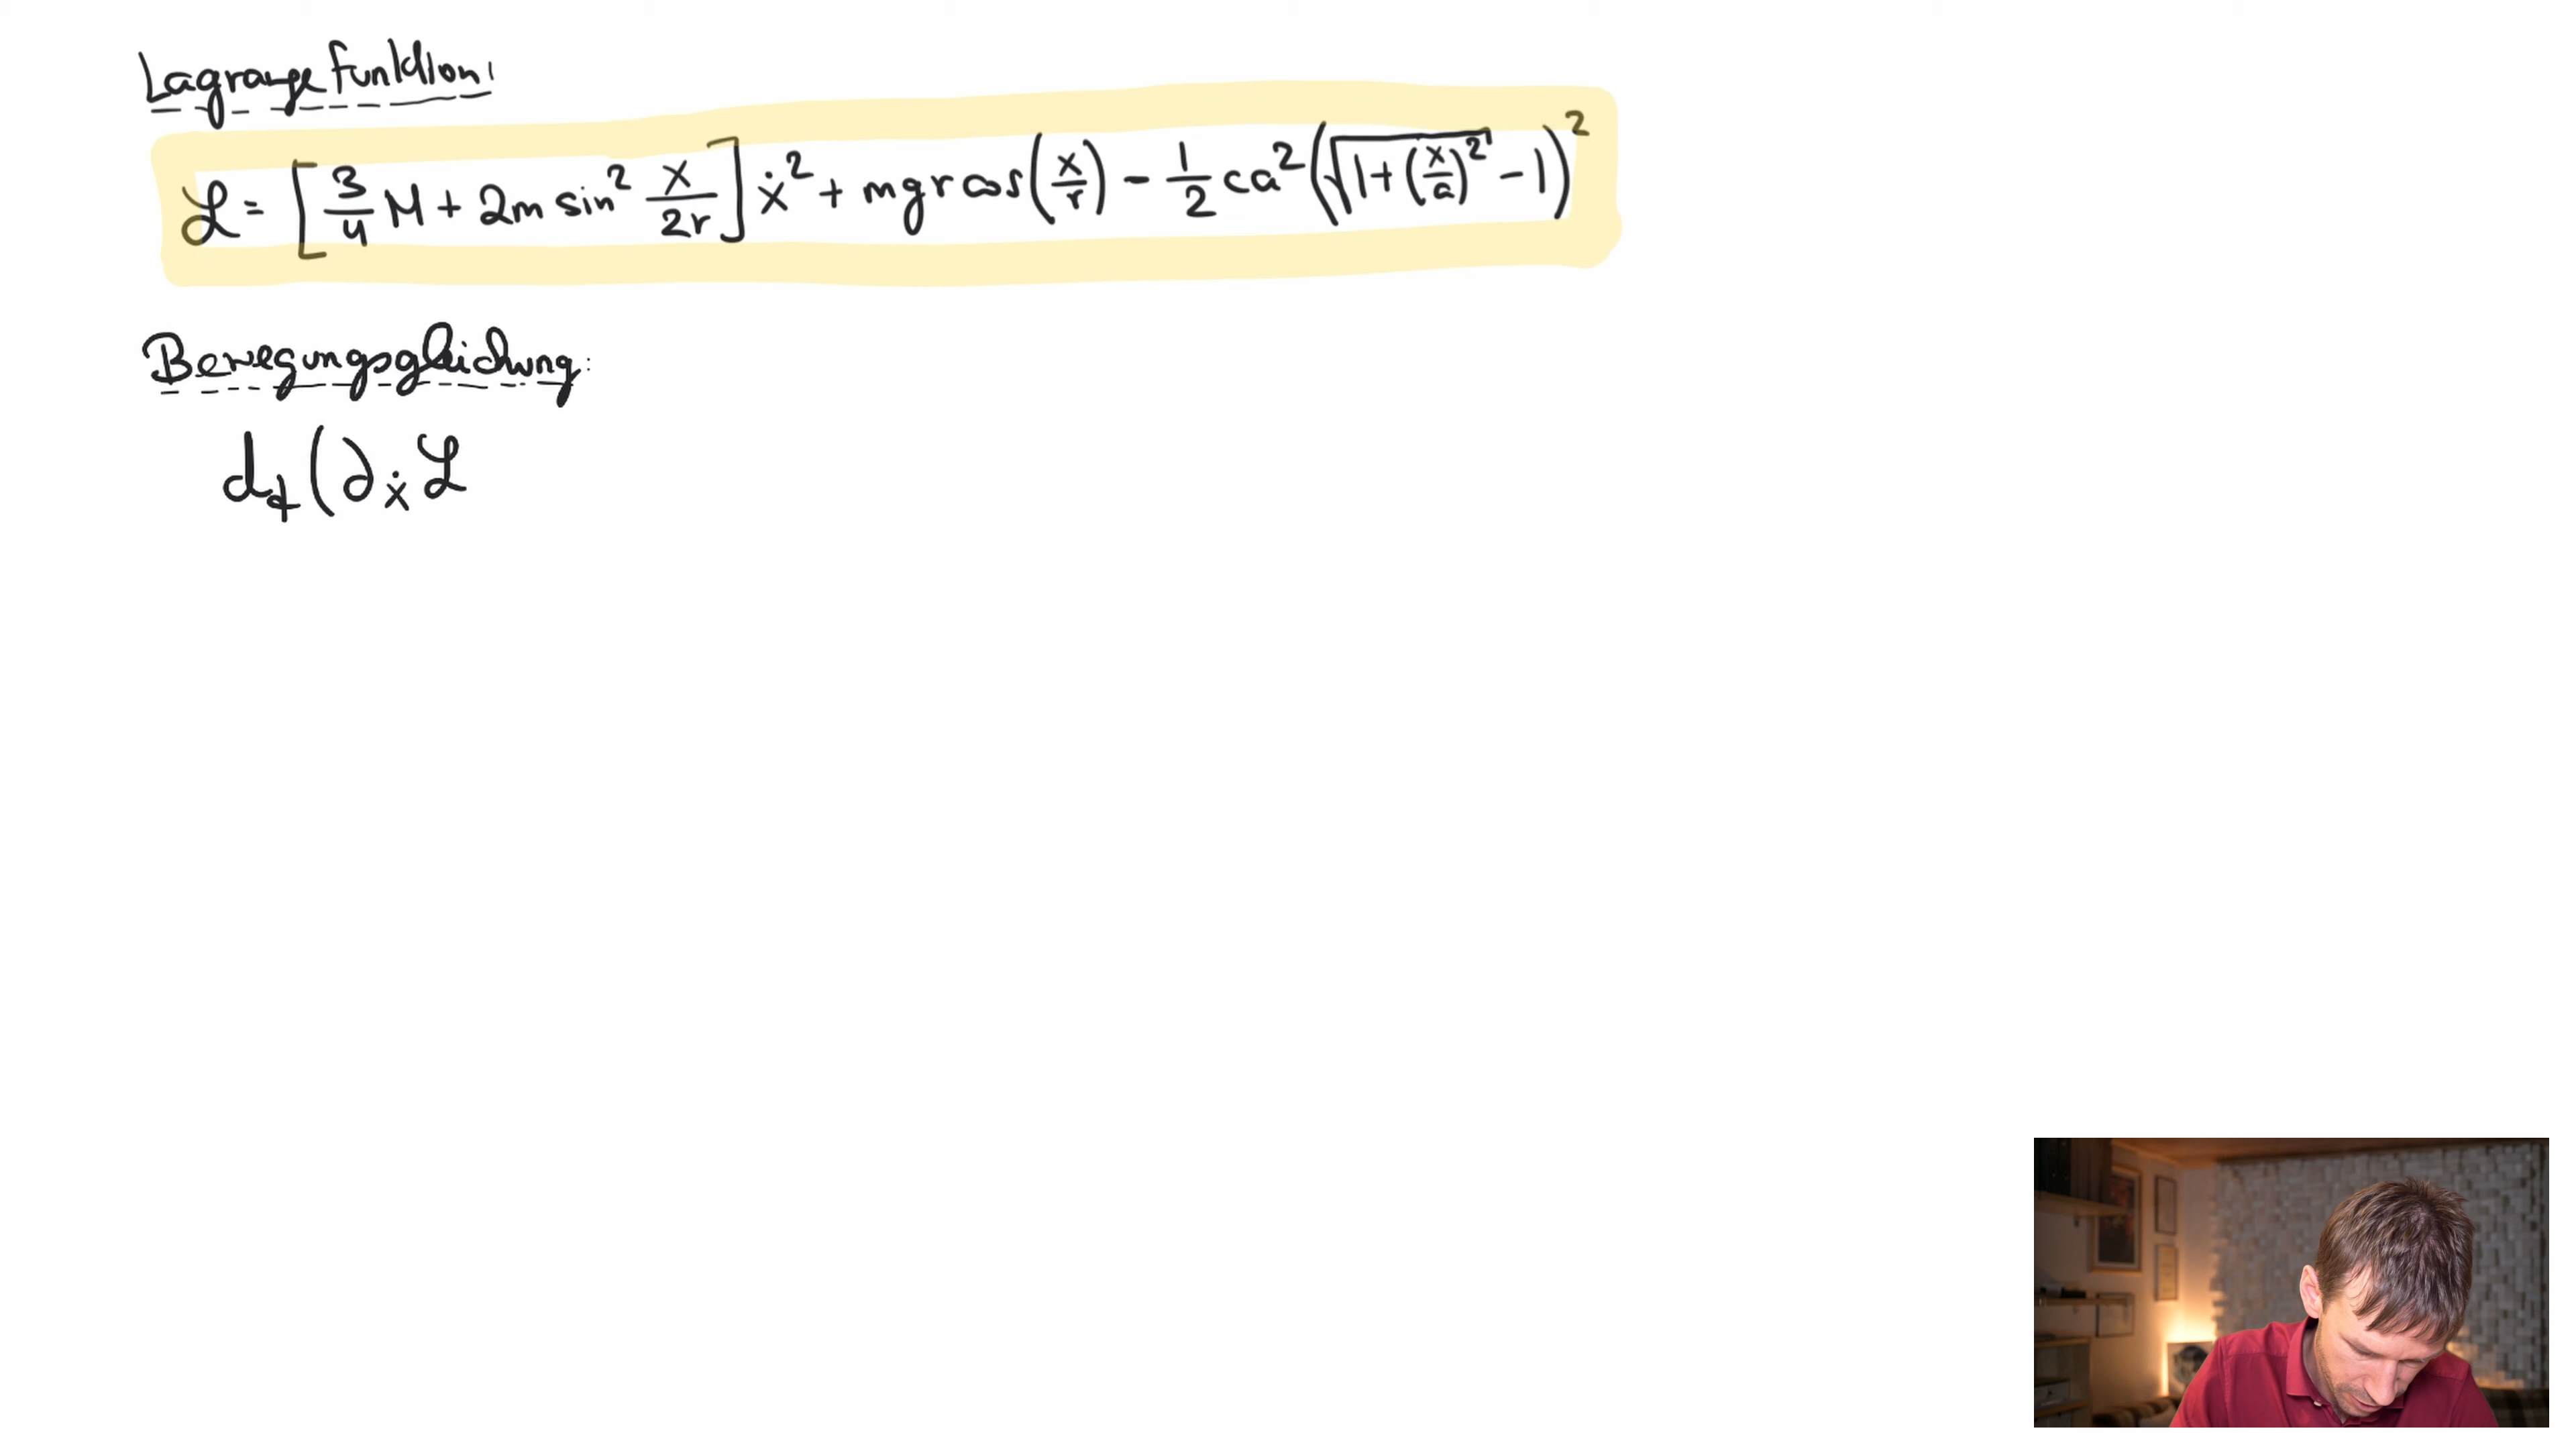 Lagrangefunktion:
ℒ = [3/4 M + 2m sin² x/2r] ẋ² + mgr cos(x/r) - 1/2 ca² (√(1+(x/a)²) - 1)²
Bewegungsgleichung:
d_t (∂_ẋ ℒ